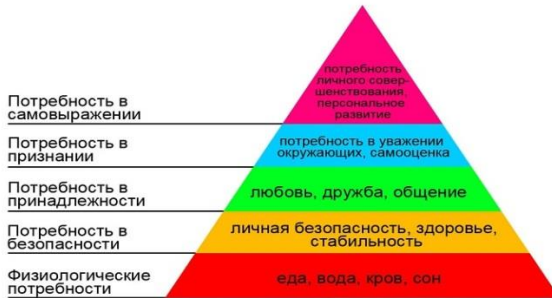 потребность
личного совер-
шенствования,
персональное
развитие
Потребность в
самовыражении
потребность в уважении
окружающих, самооценка
Потребность в
признании
любовь, дружба, общение
Потребность в
принадлежности
личная безопасность, здоровье,
стабильность
Потребность в
безопасности
еда, вода, кров, сон
Физиологические
потребности